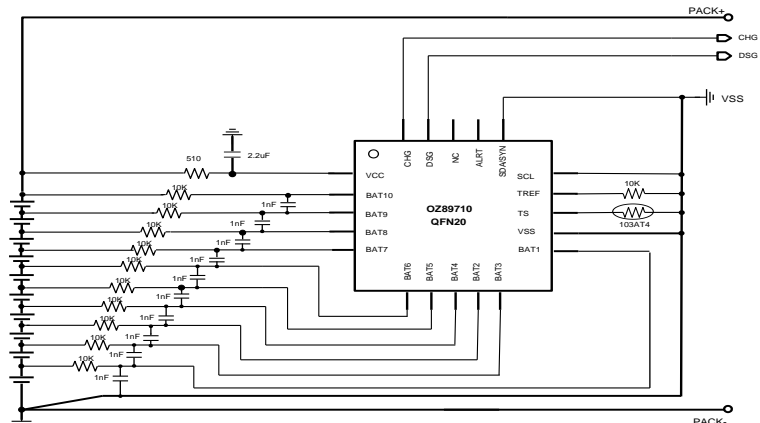 PACK+
CHG
DSG
VSS
510
2.2uF
CHG
DSG
NC
ALRT
SDA/SYN
VCC
BAT10
BAT9
BAT8
BAT7
OZ89710
QFN20
SCL
TREF
TS
VSS
BAT1
BAT6
BAT5
BAT4
BAT2
BAT3
10K
103AT4
10K
1nF
10K
1nF
10K
1nF
10K
1nF
10K
1nF
10K
1nF
10K
1nF
10K
1nF
10K
1nF
10K
1nF
PACK-